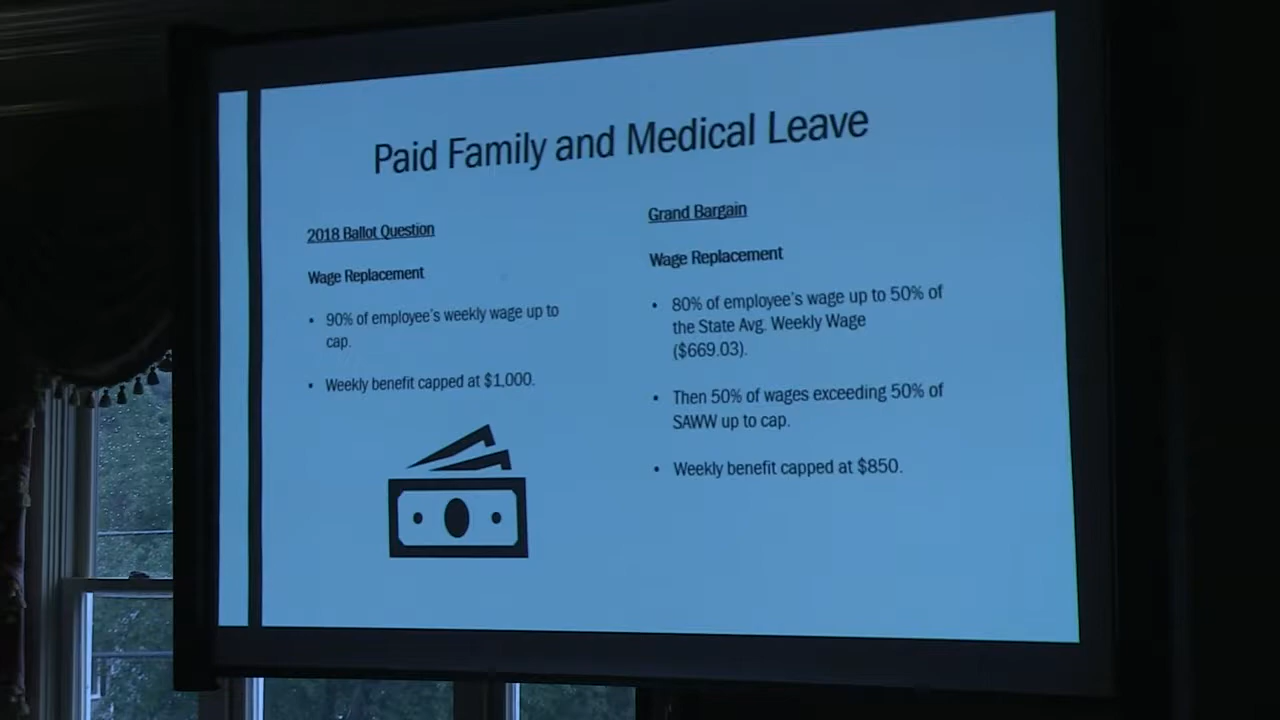 Paid Family and Medical Leave
2018 Ballot Question
Wage Replacement
• 90% of employee's weekly wage up to
cap.
• Weekly benefit capped at $1,000.
Grand Bargain
Wage Replacement
• 80% of employee's wage up to 50% of
the State Avg. Weekly Wage
($669.03).
• Then 50% of wages exceeding 50% of
SAWW up to cap.
• Weekly benefit capped at $850.